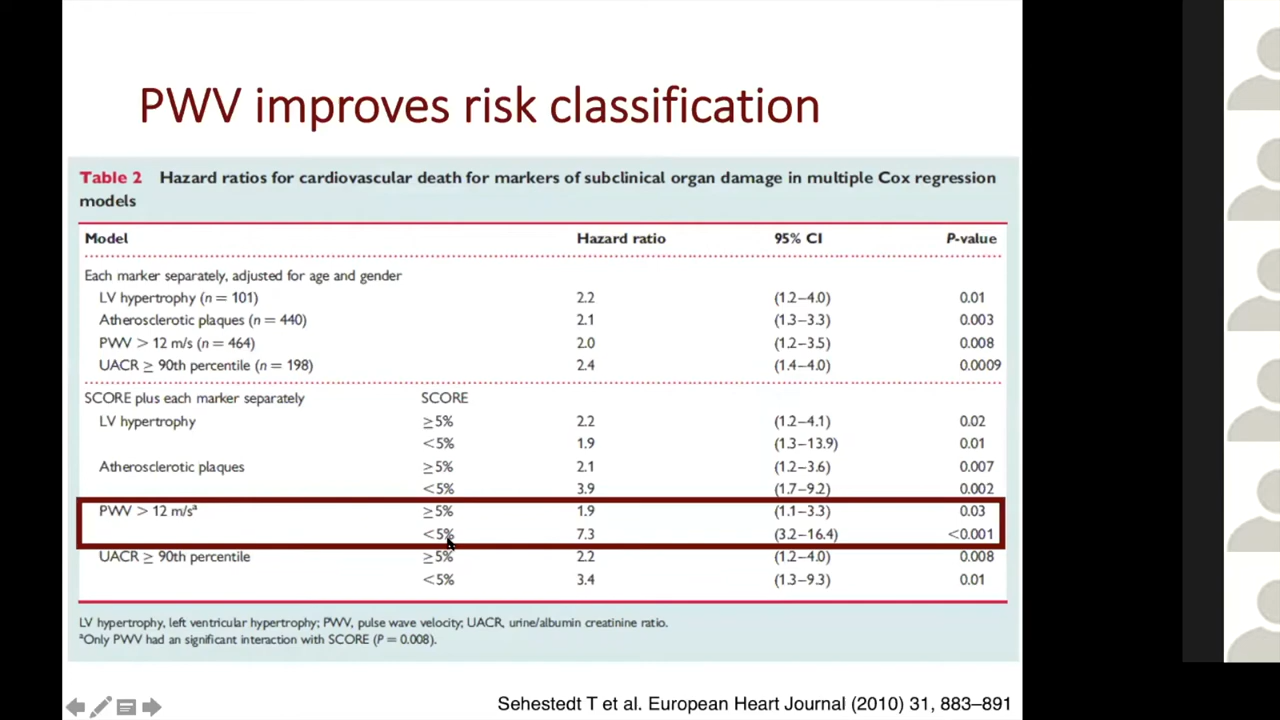 PWV improves risk classification
Table 2 Hazard ratios for cardiovascular death for markers of subclinical organ damage in multiple Cox regression
models
Model Hazard ratio 95% CI P-value
Each marker separately, adjusted for age and gender
LV hypertrophy (n = 101) 2.2 (1.2–4.0) 0.01
Atherosclerotic plaques (n = 440) 2.1 (1.3–3.3) 0.003
PWV > 12 m/s (n = 464) 2.0 (1.2–3.5) 0.008
UACR ≥ 90th percentile (n = 198) 2.4 (1.4–4.0) 0.0009
SCORE plus each marker separately SCORE
LV hypertrophy ≥5% 2.2 (1.2–4.1) 0.02
<5% 1.9 (1.3–13.9) 0.01
Atherosclerotic plaques ≥5% 2.1 (1.2–3.6) 0.007
<5% 3.9 (1.7–9.2) 0.002
PWV > 12 m/sᵃ ≥5% 1.9 (1.1–3.3) 0.03
<5% 7.3 (3.2–16.4) <0.001
UACR ≥ 90th percentile ≥5% 2.2 (1.2–4.0) 0.008
<5% 3.4 (1.3–9.3) 0.01
LV hypertrophy, left ventricular hypertrophy; PWV, pulse wave velocity; UACR, urine/albumin creatinine ratio.
ᵃOnly PWV had an significant interaction with SCORE (P = 0.008).
Sehestedt T et al. European Heart Journal (2010) 31, 883–891